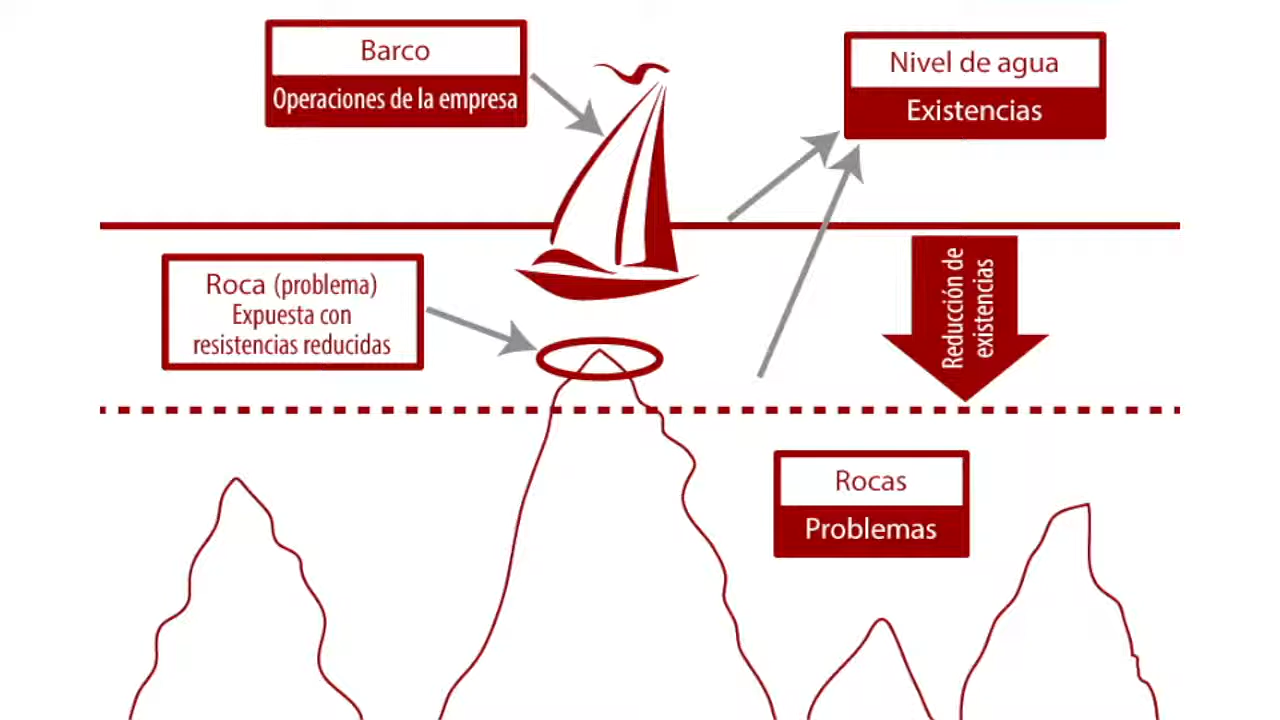 Barco
Operaciones de la empresa
Nivel de agua
Existencias
Roca (problema)
Expuesta con
resistencias reducidas
Reducción de
existencias
Rocas
Problemas